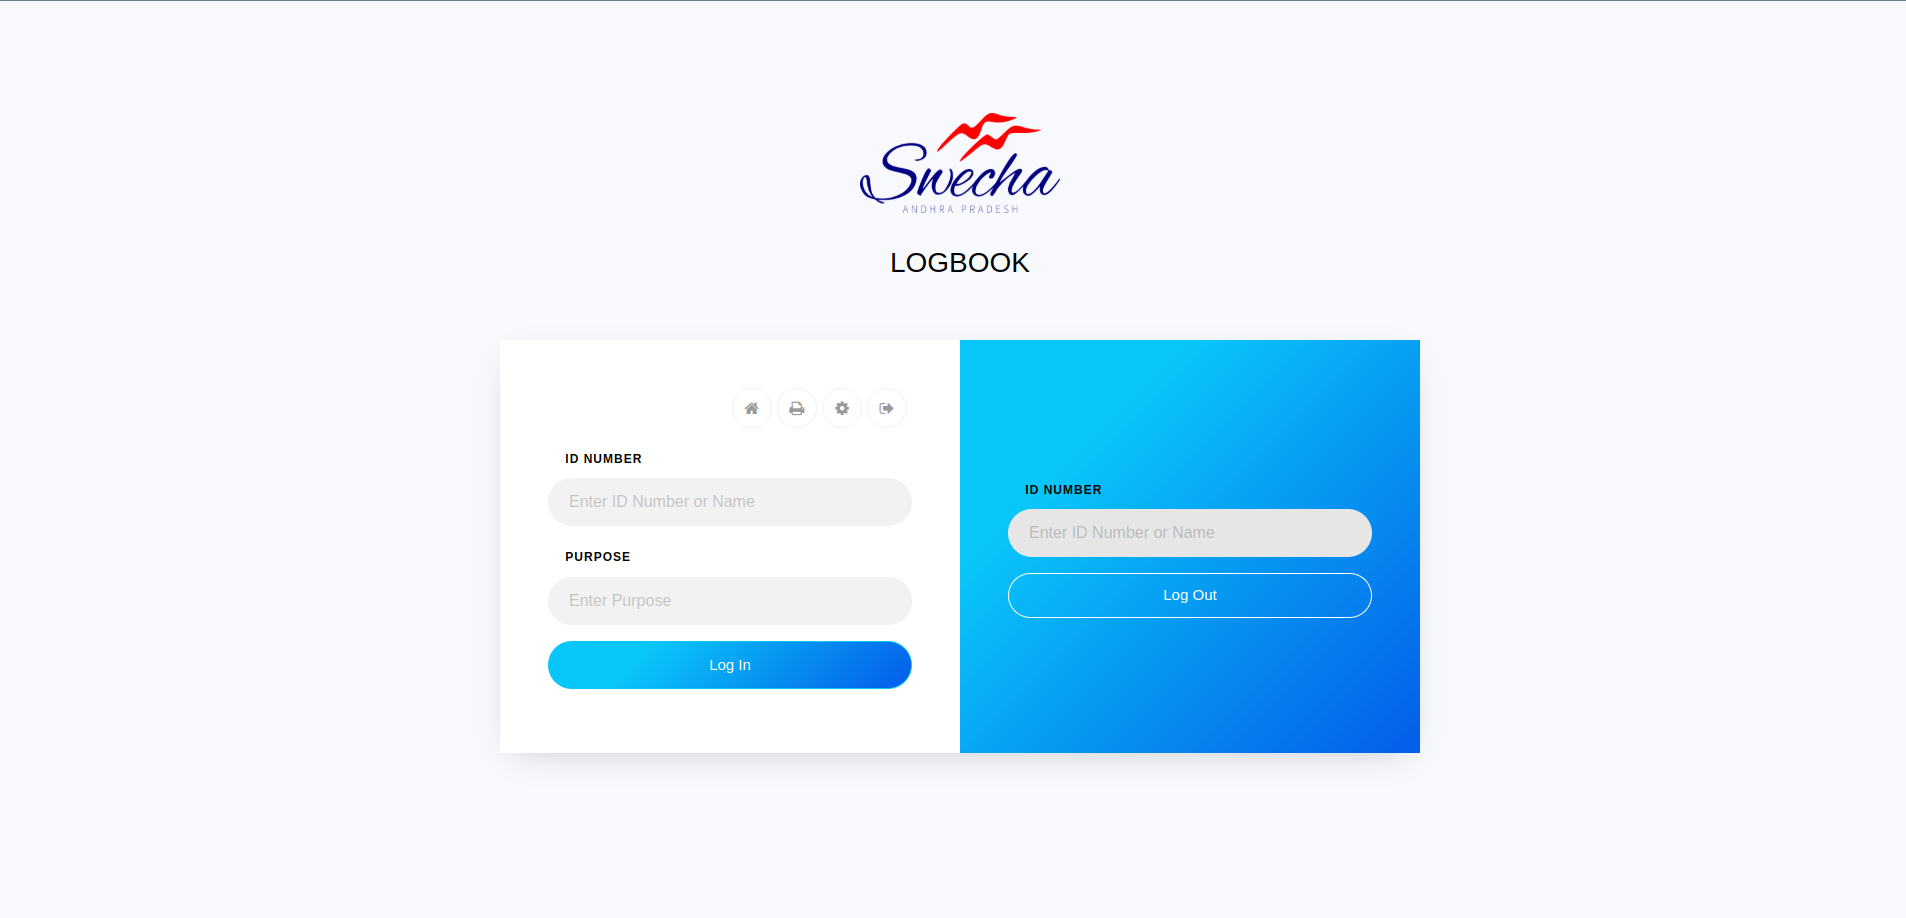 Swecha
ANDHRA PRADESH
LOGBOOK
ID NUMBER
Enter ID Number or Name
PURPOSE
Enter Purpose
Log In
ID NUMBER
Enter ID Number or Name
Log Out